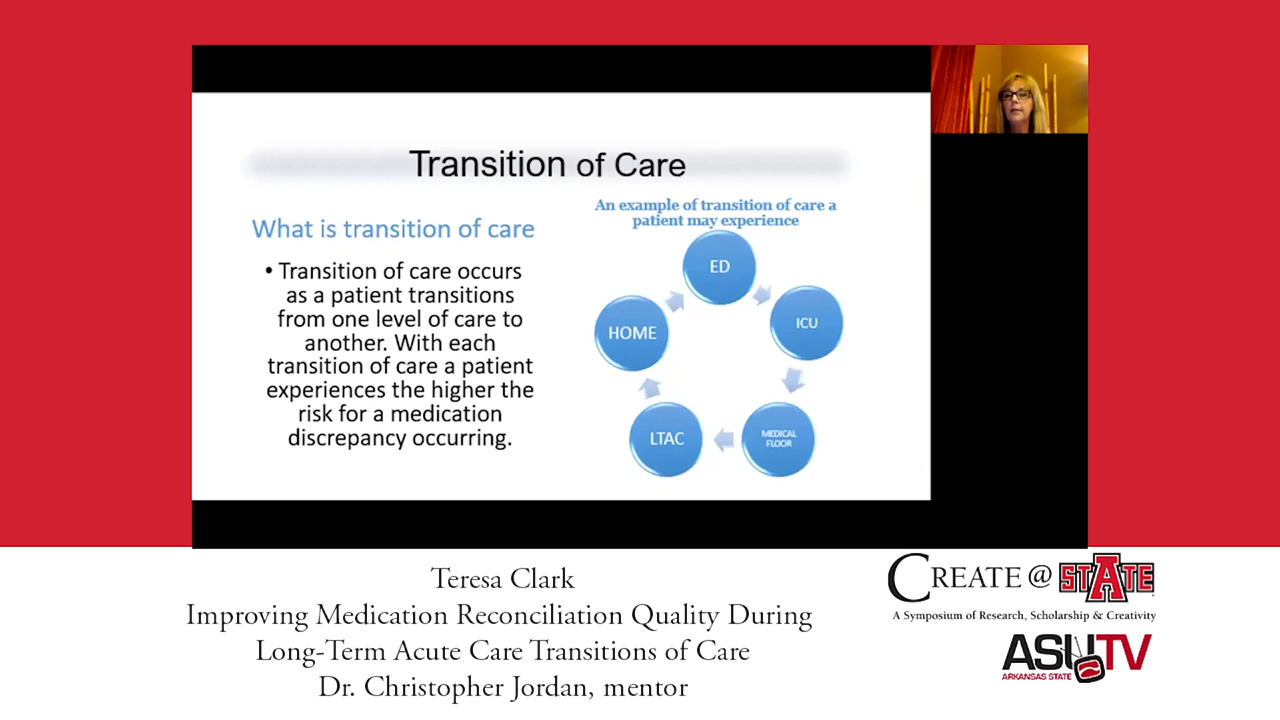 Transition of Care
What is transition of care
• Transition of care occurs
as a patient transitions
from one level of care to
another. With each
transition of care a patient
experiences the higher the
risk for a medication
discrepancy occurring.
An example of transition of care a
patient may experience
ED
ICU
MEDICAL
FLOOR
LTAC
HOME
Teresa Clark
Improving Medication Reconciliation Quality During
Long-Term Acute Care Transitions of Care
Dr. Christopher Jordan, mentor
CREATE @ STATE
A Symposium of Research, Scholarship & Creativity
ASUTV
ARKANSAS STATE